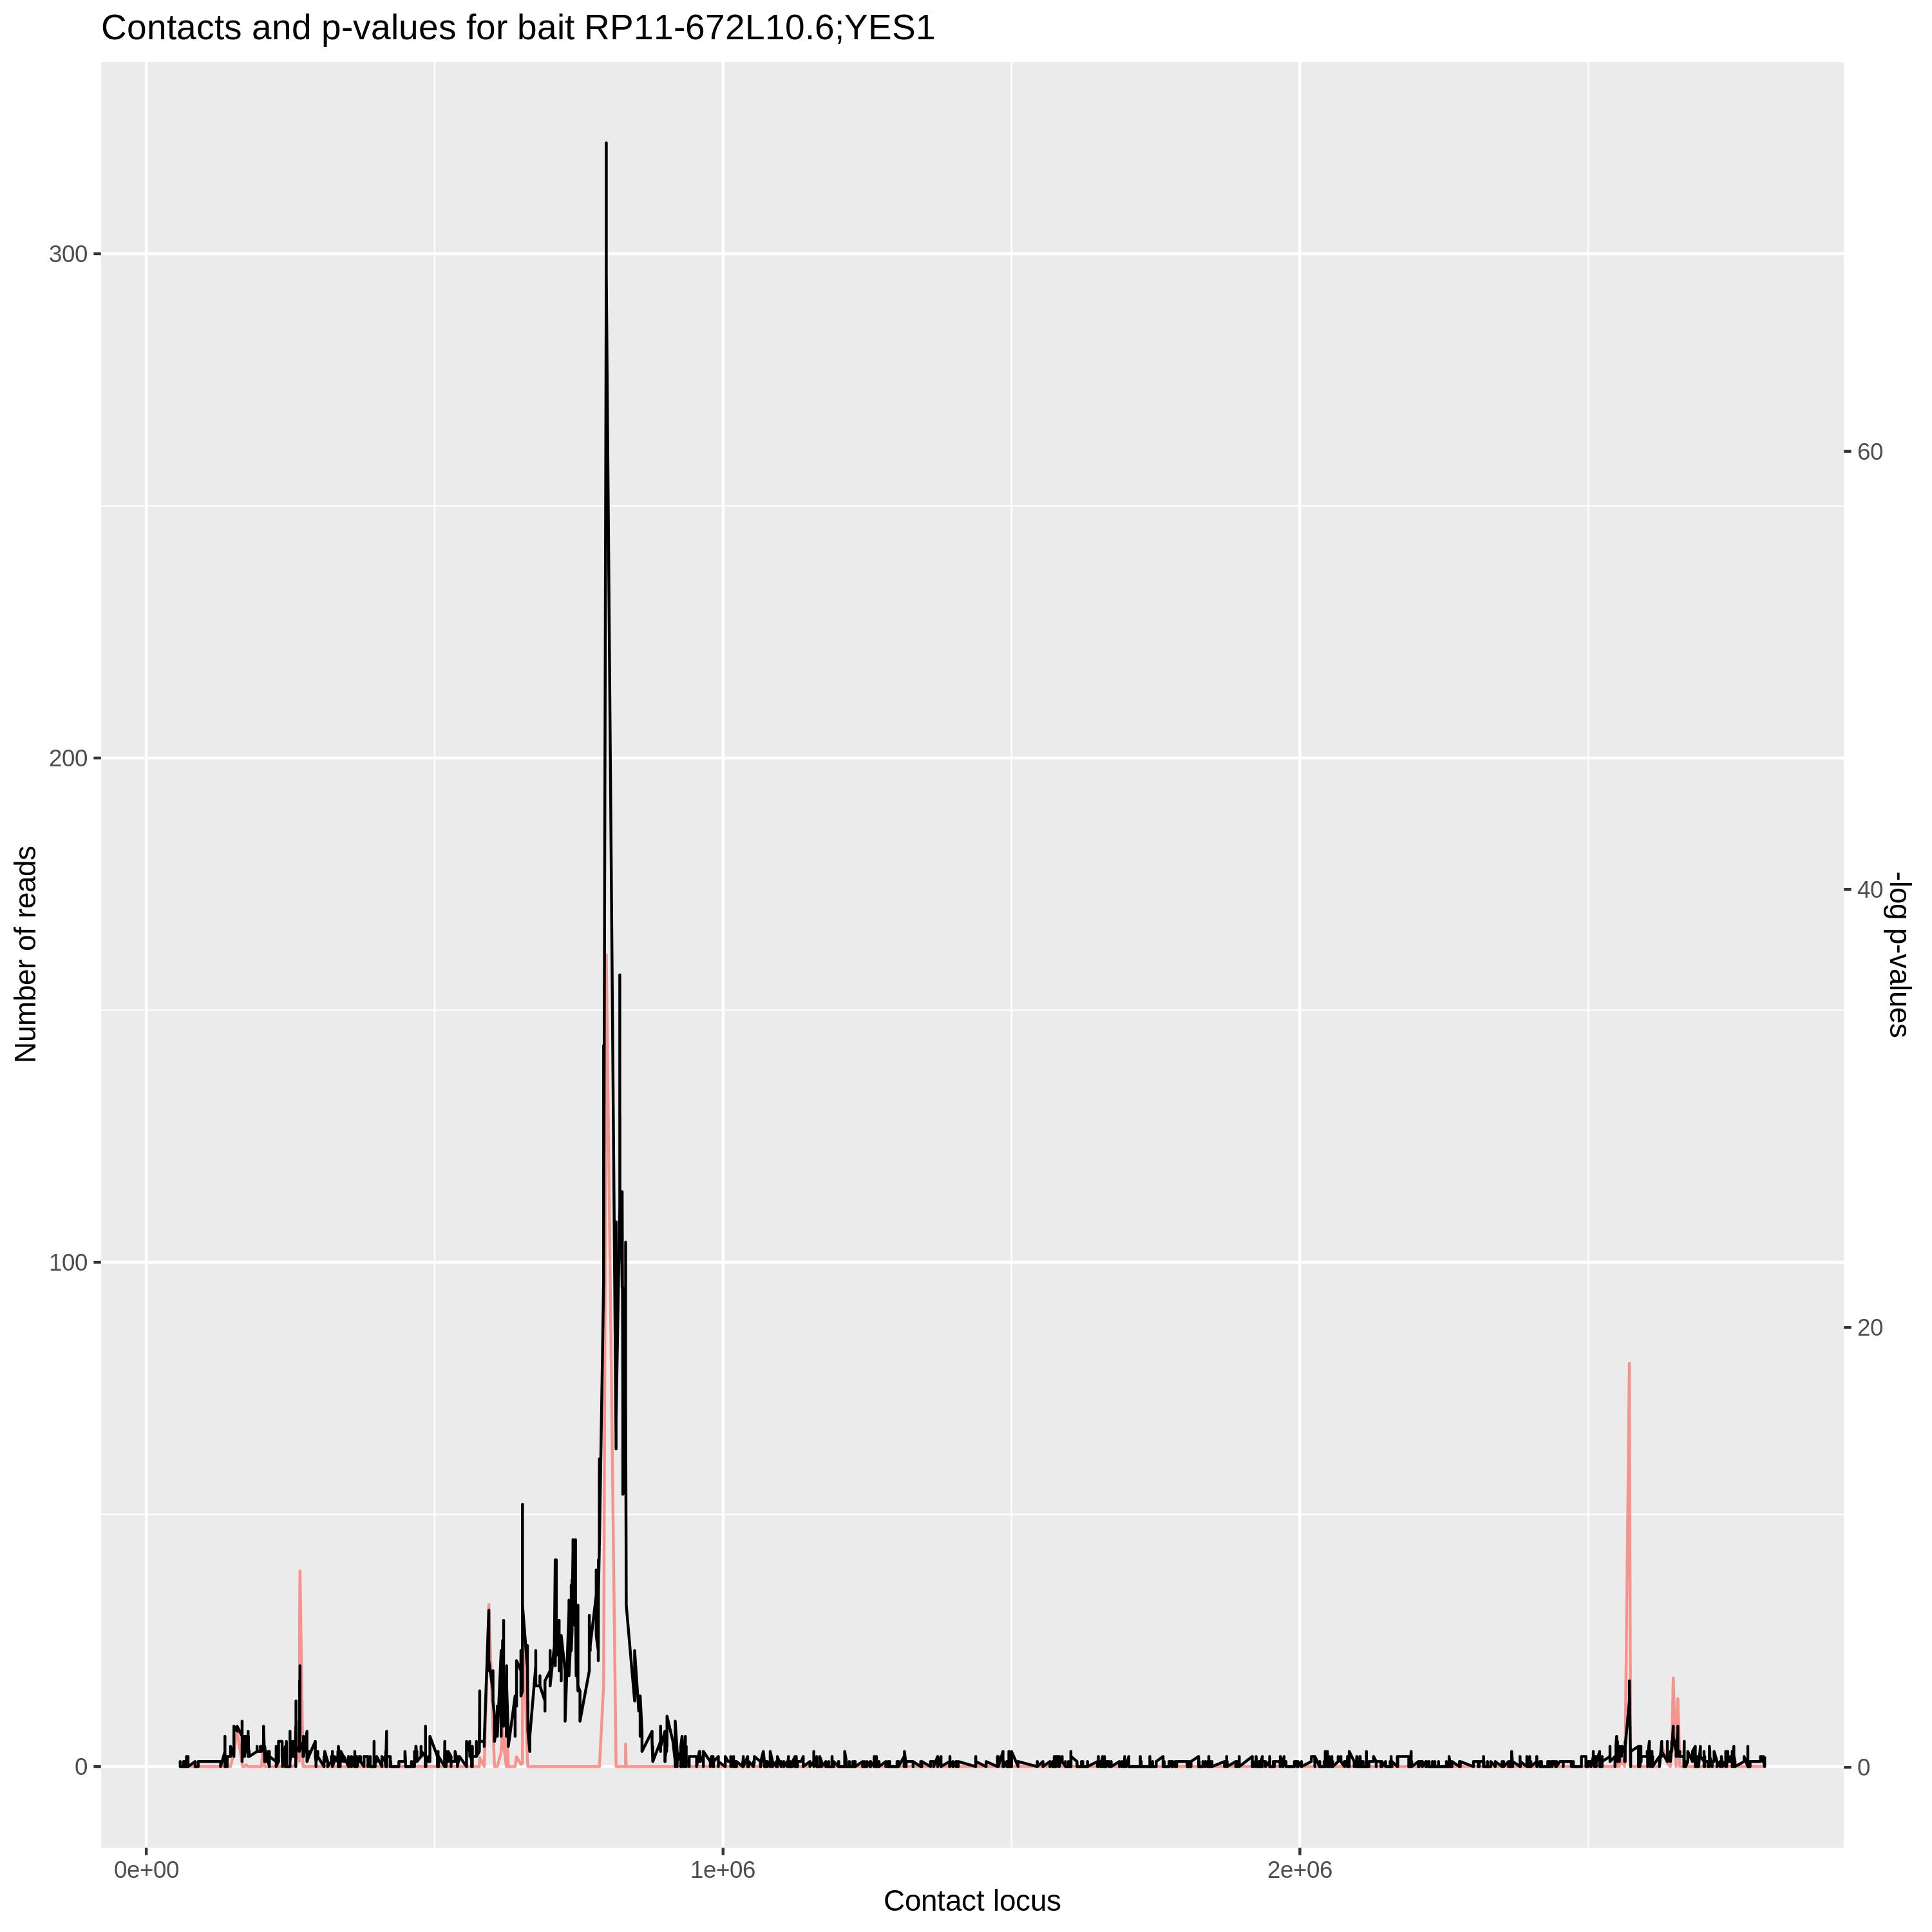 Contacts and p-values for bait RP11-672L10.6;YES1
300
200
100
0
Number of reads
60
40
20
0
-log p-values
0e+00 1e+06 2e+06
Contact locus